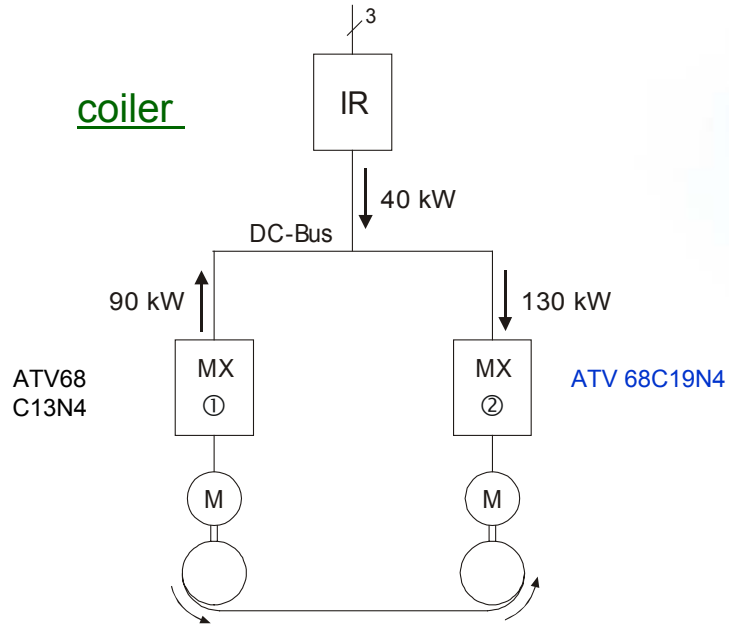 3
coiler
IR
40 kW
DC-Bus
90 kW
130 kW
ATV68
C13N4
MX
①
MX
②
ATV 68C19N4
M
M